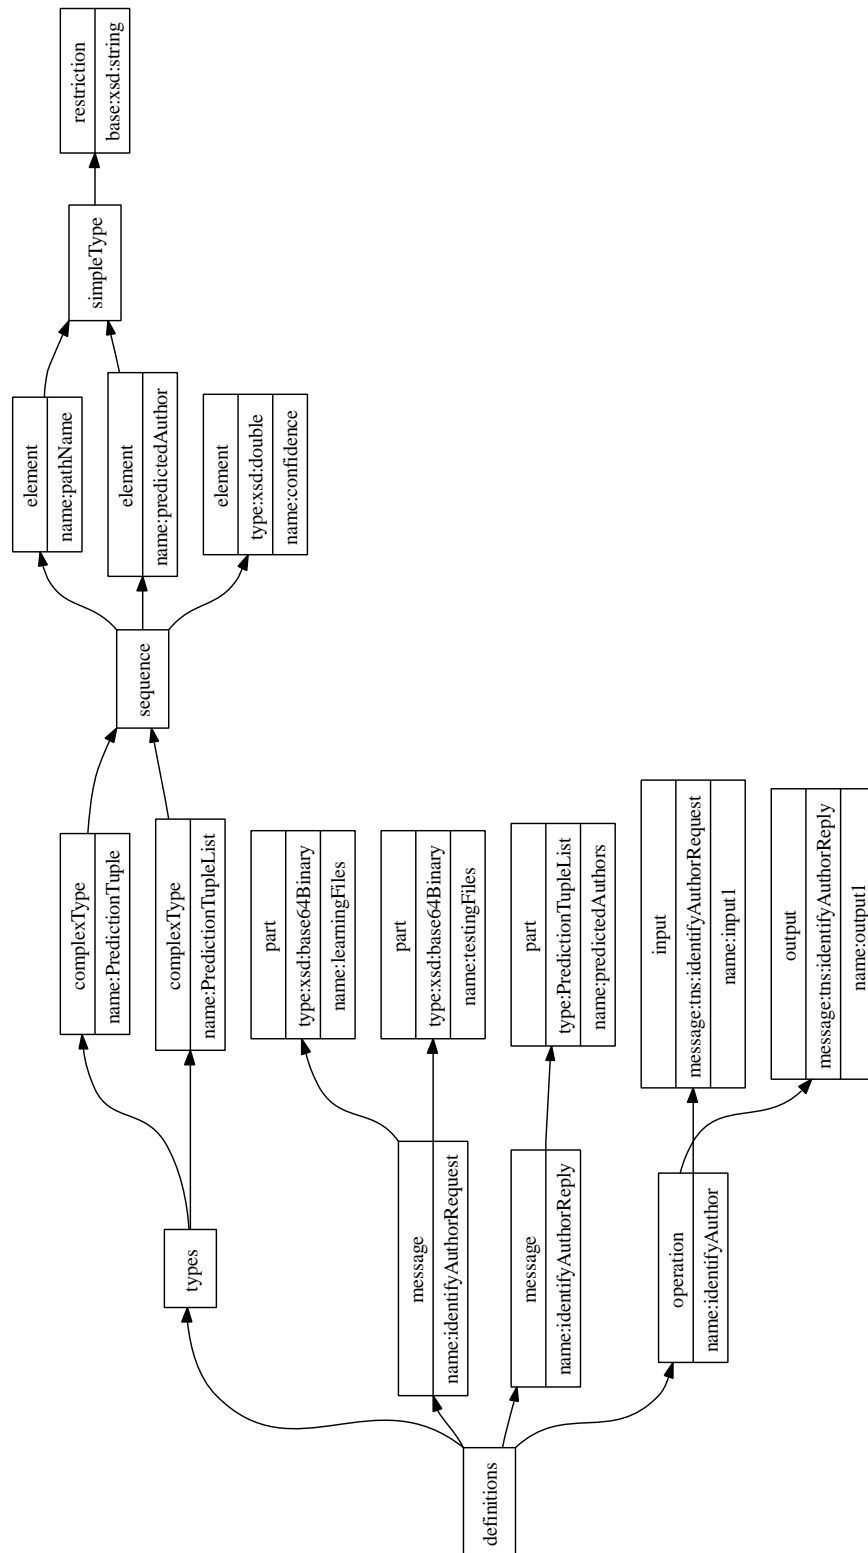 definitions
types
message
name:identifyAuthorRequest
message
name:identifyAuthorReply
operation
name:identifyAuthor
complexType
name:PredictionTuple
complexType
name:PredictionTupleList
part
type:xsd:base64Binary
name:learningFiles
part
type:xsd:base64Binary
name:testingFiles
part
type:PredictionTupleList
name:predictedAuthors
input
message:tns:identifyAuthorRequest
name:input1
output
message:tns:identifyAuthorReply
name:output1
sequence
element
name:pathName
element
name:predictedAuthor
element
type:xsd:double
name:confidence
simpleType
restriction
base:xsd:string